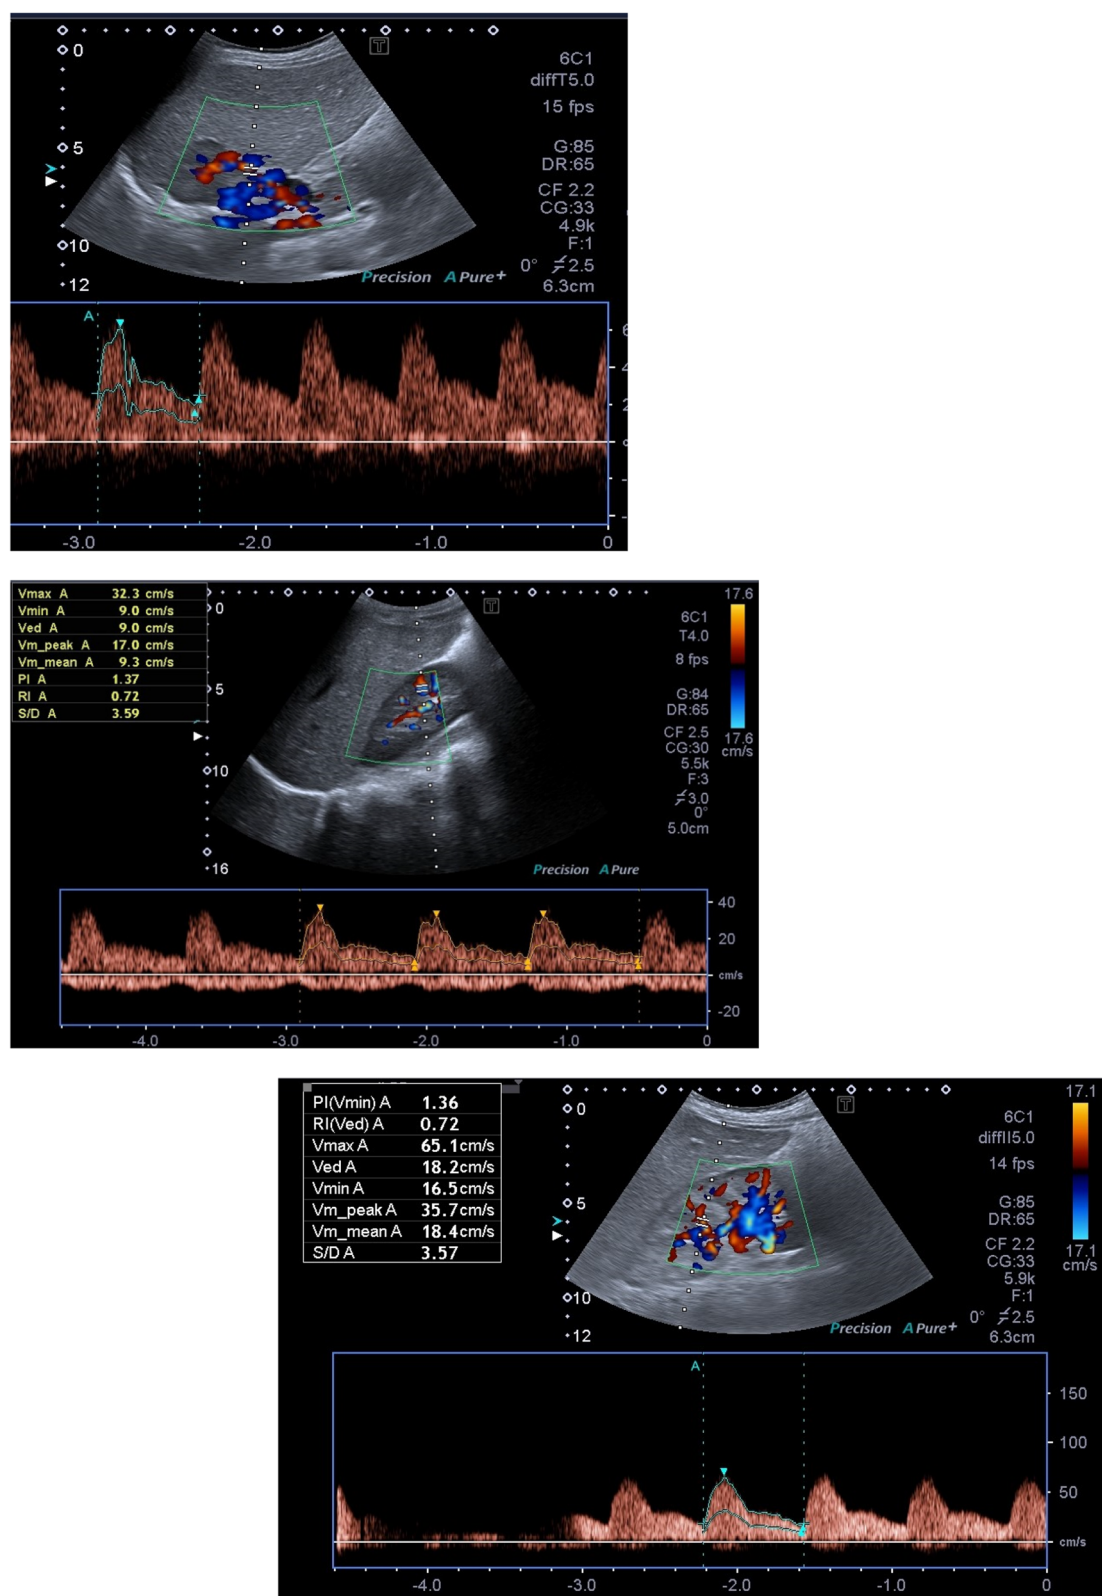 T
0
6C1
diffT5.0
15 fps
5
G:85
DR:65
CF 2.2
CG:33
4.9k
F:1
10
0° 2.5
Precision A Pure+
12
6.3cm
A
4
2
0
-3.0 -2.0 -1.0 0
Vmax A 32.3 cm/s
Vmin A 9.0 cm/s
Ved A 9.0 cm/s
Vm_peak A 17.0 cm/s
Vm_mean A 9.3 cm/s
PI A 1.37
RI A 0.72
S/D A 3.59
0
T
17.6
6C1
T4.0
8 fps
5
G:84
DR:65
CF 2.5
17.6
CG:30
cm/s
5.5k
10
F:3
3.0
0°
5.0cm
16
Precision A Pure
40
20
cm/s
-20
-4.0 -3.0 -2.0 -1.0 0
PI(Vmin) A 1.36
RI(Ved) A 0.72
Vmax A 65.1cm/s
Ved A 18.2cm/s
Vmin A 16.5cm/s
Vm_peak A 35.7cm/s
Vm_mean A 18.4cm/s
S/D A 3.57
17.1
0
T
6C1
diffII5.0
14 fps
5
G:85
DR:65
CF 2.2
17.1
CG:33
cm/s
5.9k
10
F:1
0° 2.5
Precision A Pure+
12
6.3cm
A
150
100
50
cm/s
-4.0 -3.0 -2.0 -1.0 0